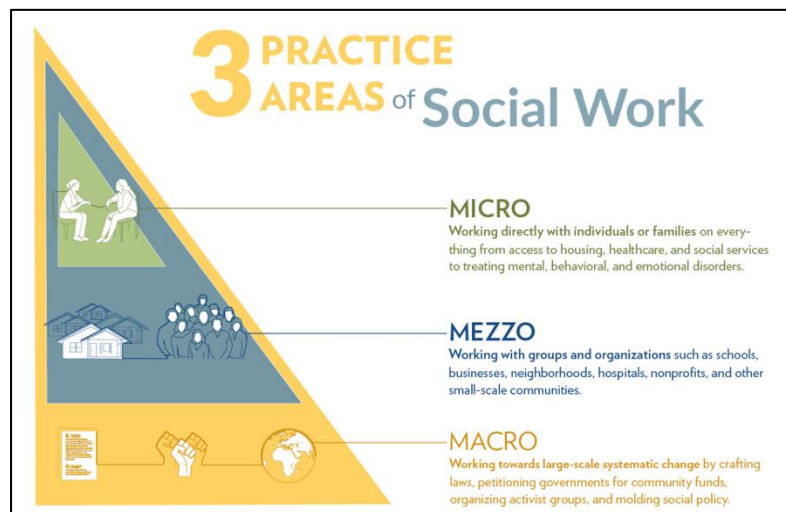 3 PRACTICE
AREAS of Social Work
MICRO
Working directly with individuals or families on every-
thing from access to housing, healthcare, and social services
to treating mental, behavioral, and emotional disorders.
MEZZO
Working with groups and organizations such as schools,
businesses, neighborhoods, hospitals, nonprofits, and other
small-scale communities.
MACRO
Working towards large-scale systematic change by crafting
laws, petitioning governments for community funds,
organizing activist groups, and molding social policy.